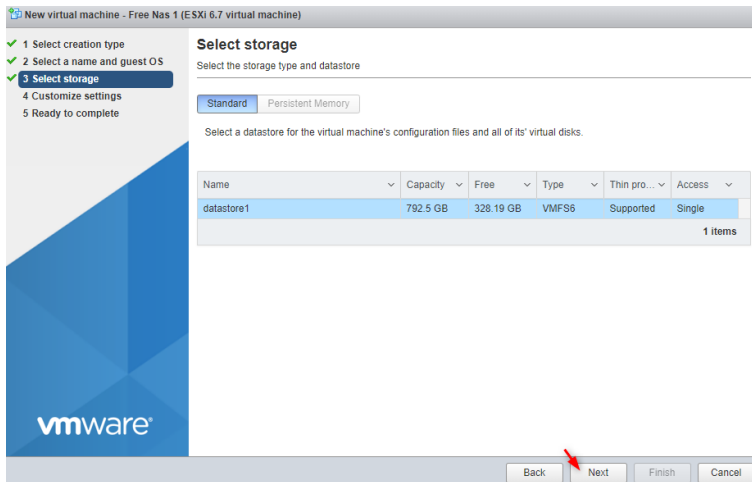 New virtual machine - Free Nas 1 (ESXi 6.7 virtual machine)
1 Select creation type
2 Select a name and guest OS
3 Select storage
4 Customize settings
5 Ready to complete
Select storage
Select the storage type and datastore
Standard Persistent Memory
Select a datastore for the virtual machine's configuration files and all of its' virtual disks.
Name Capacity Free Type Thin pro... Access
datastore1 792.5 GB 328.19 GB VMFS6 Supported Single
1 items
vmware®
Back Next Finish Cancel